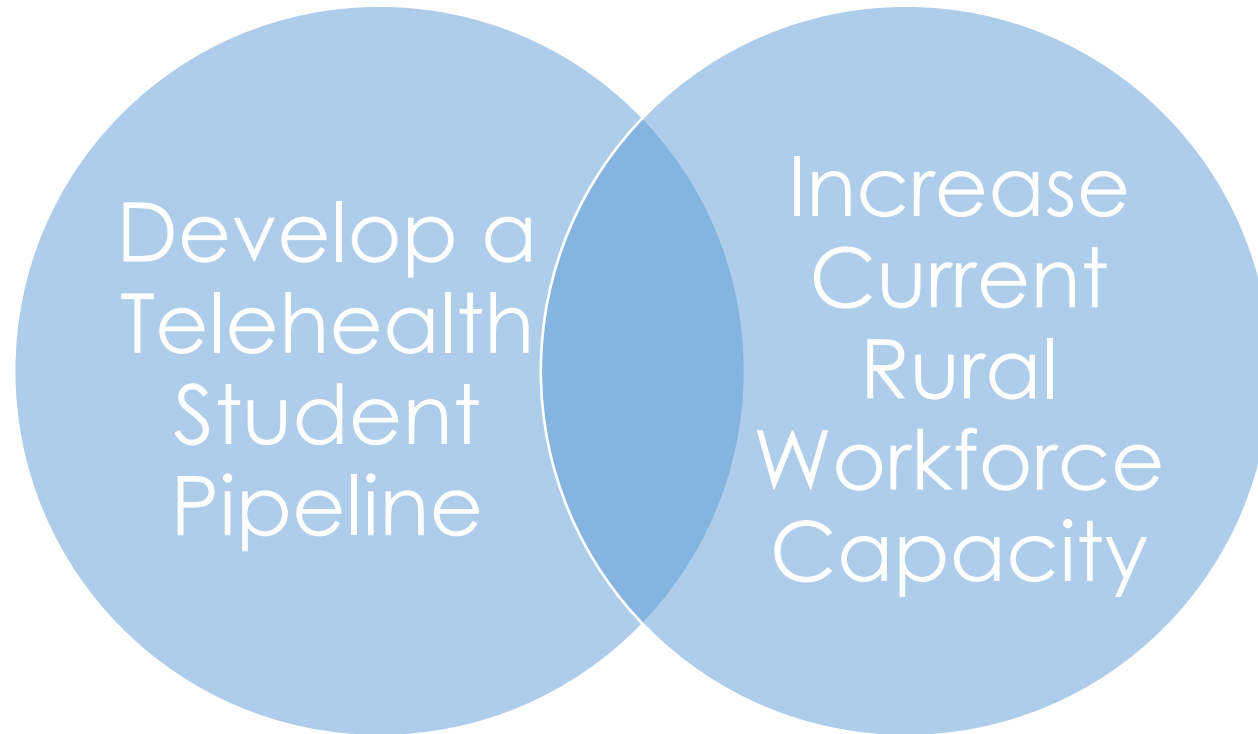 Develop a
Telehealth
Student
Pipeline
Increase
Current
Rural
Workforce
Capacity